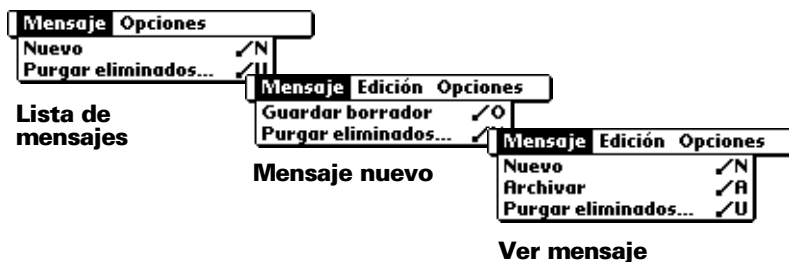 Mensaje Opciones
Nuevo /N
Purgar eliminados... /U
Lista de
mensajes
Mensaje Edición Opciones
Guardar borrador /O
Purgar eliminados... /
Mensaje nuevo
Mensaje Edición Opciones
Nuevo /N
Archivar /A
Purgar eliminados... /U
Ver mensaje